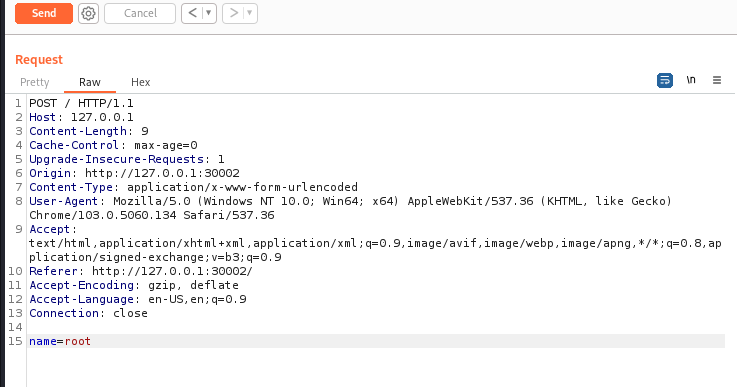 Send Cancel < >
Request
Pretty Raw Hex \n
1 POST / HTTP/1.1
2 Host: 127.0.0.1
3 Content-Length: 9
4 Cache-Control: max-age=0
5 Upgrade-Insecure-Requests: 1
6 Origin: http://127.0.0.1:30002
7 Content-Type: application/x-www-form-urlencoded
8 User-Agent: Mozilla/5.0 (Windows NT 10.0; Win64; x64) AppleWebKit/537.36 (KHTML, like Gecko)
Chrome/103.0.5060.134 Safari/537.36
9 Accept:
text/html,application/xhtml+xml,application/xml;q=0.9,image/avif,image/webp,image/apng,*/*;q=0.8,ap
plication/signed-exchange;v=b3;q=0.9
10 Referer: http://127.0.0.1:30002/
11 Accept-Encoding: gzip, deflate
12 Accept-Language: en-US,en;q=0.9
13 Connection: close
14
15 name=root